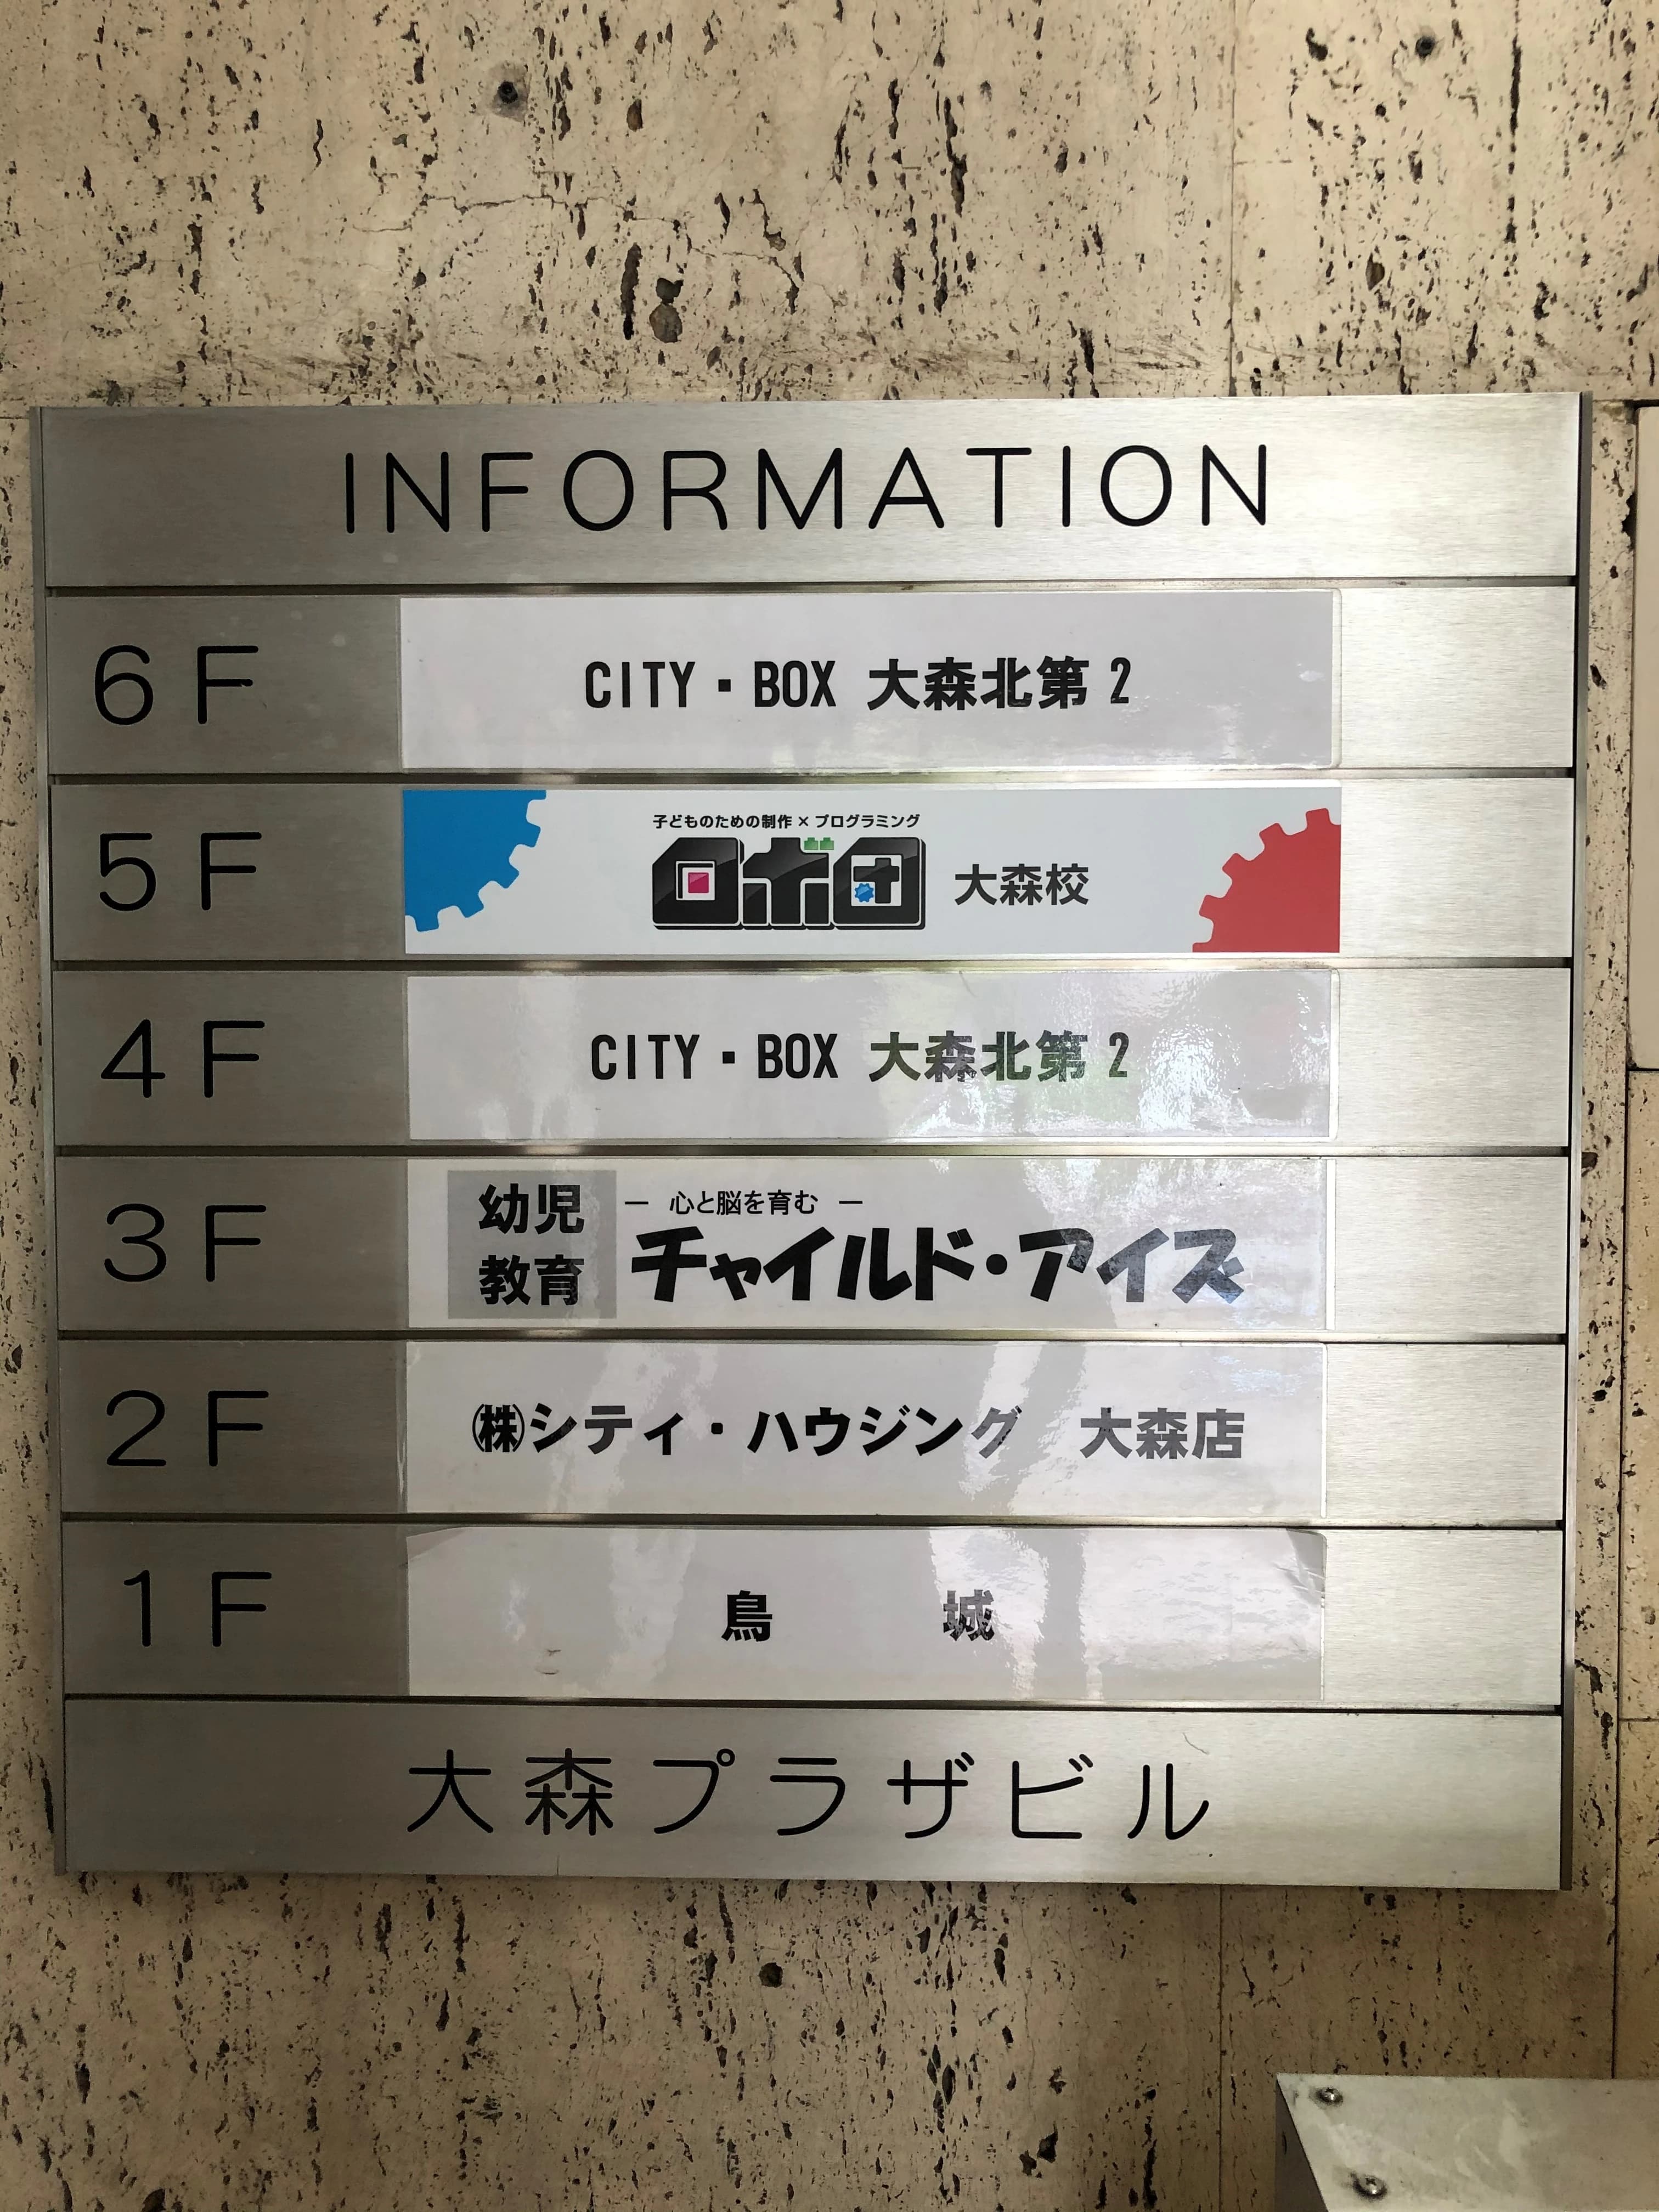 INFORMATION
6F CITY・BOX 大森北第2
子どものための制作×プログラミング
5F ロボ団 大森校
4F CITY・BOX 大森北第2
幼児 ― 心と脳を育む ―
3F 教育 チャイルド・アイズ
2F ㈱シティ・ハウジング 大森店
1F 鳥城
大森プラザビル